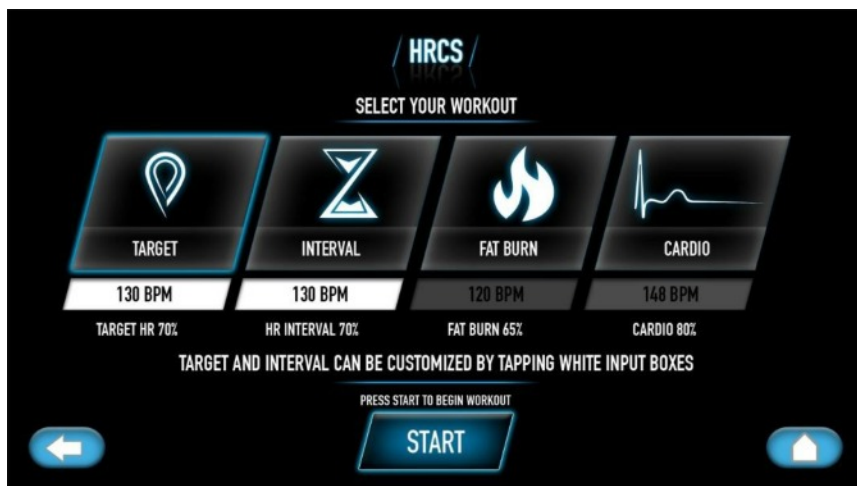 / HRCS /
SELECT YOUR WORKOUT
TARGET
INTERVAL
FAT BURN
CARDIO
130 BPM
130 BPM
120 BPM
148 BPM
TARGET HR 70%
HR INTERVAL 70%
FAT BURN 65%
CARDIO 80%
TARGET AND INTERVAL CAN BE CUSTOMIZED BY TAPPING WHITE INPUT BOXES
PRESS START TO BEGIN WORKOUT
START